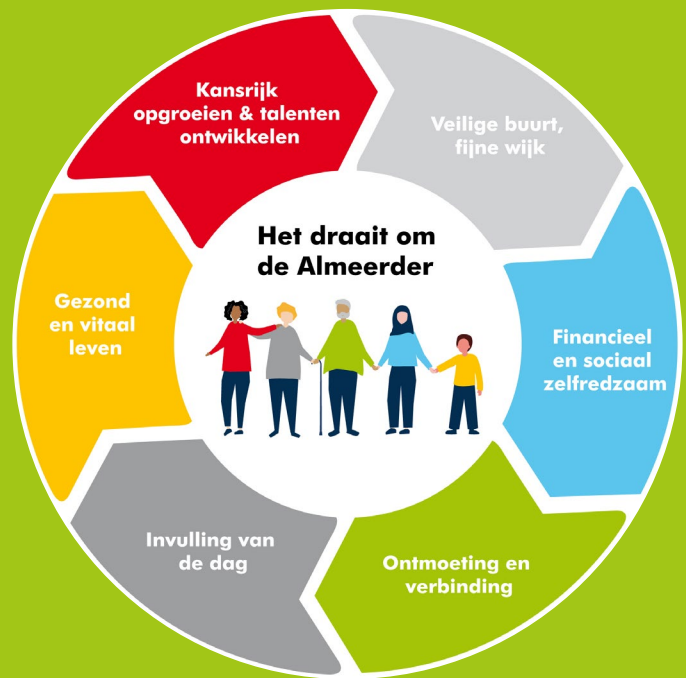 Kansrijk
opgroeien & talenten
ontwikkelen
Veilige buurt,
fijne wijk
Het draait om
de Almeerder
Gezond
en vitaal
leven
Financieel
en sociaal
zelfredzaam
Invulling van
de dag
Ontmoeting en
verbinding